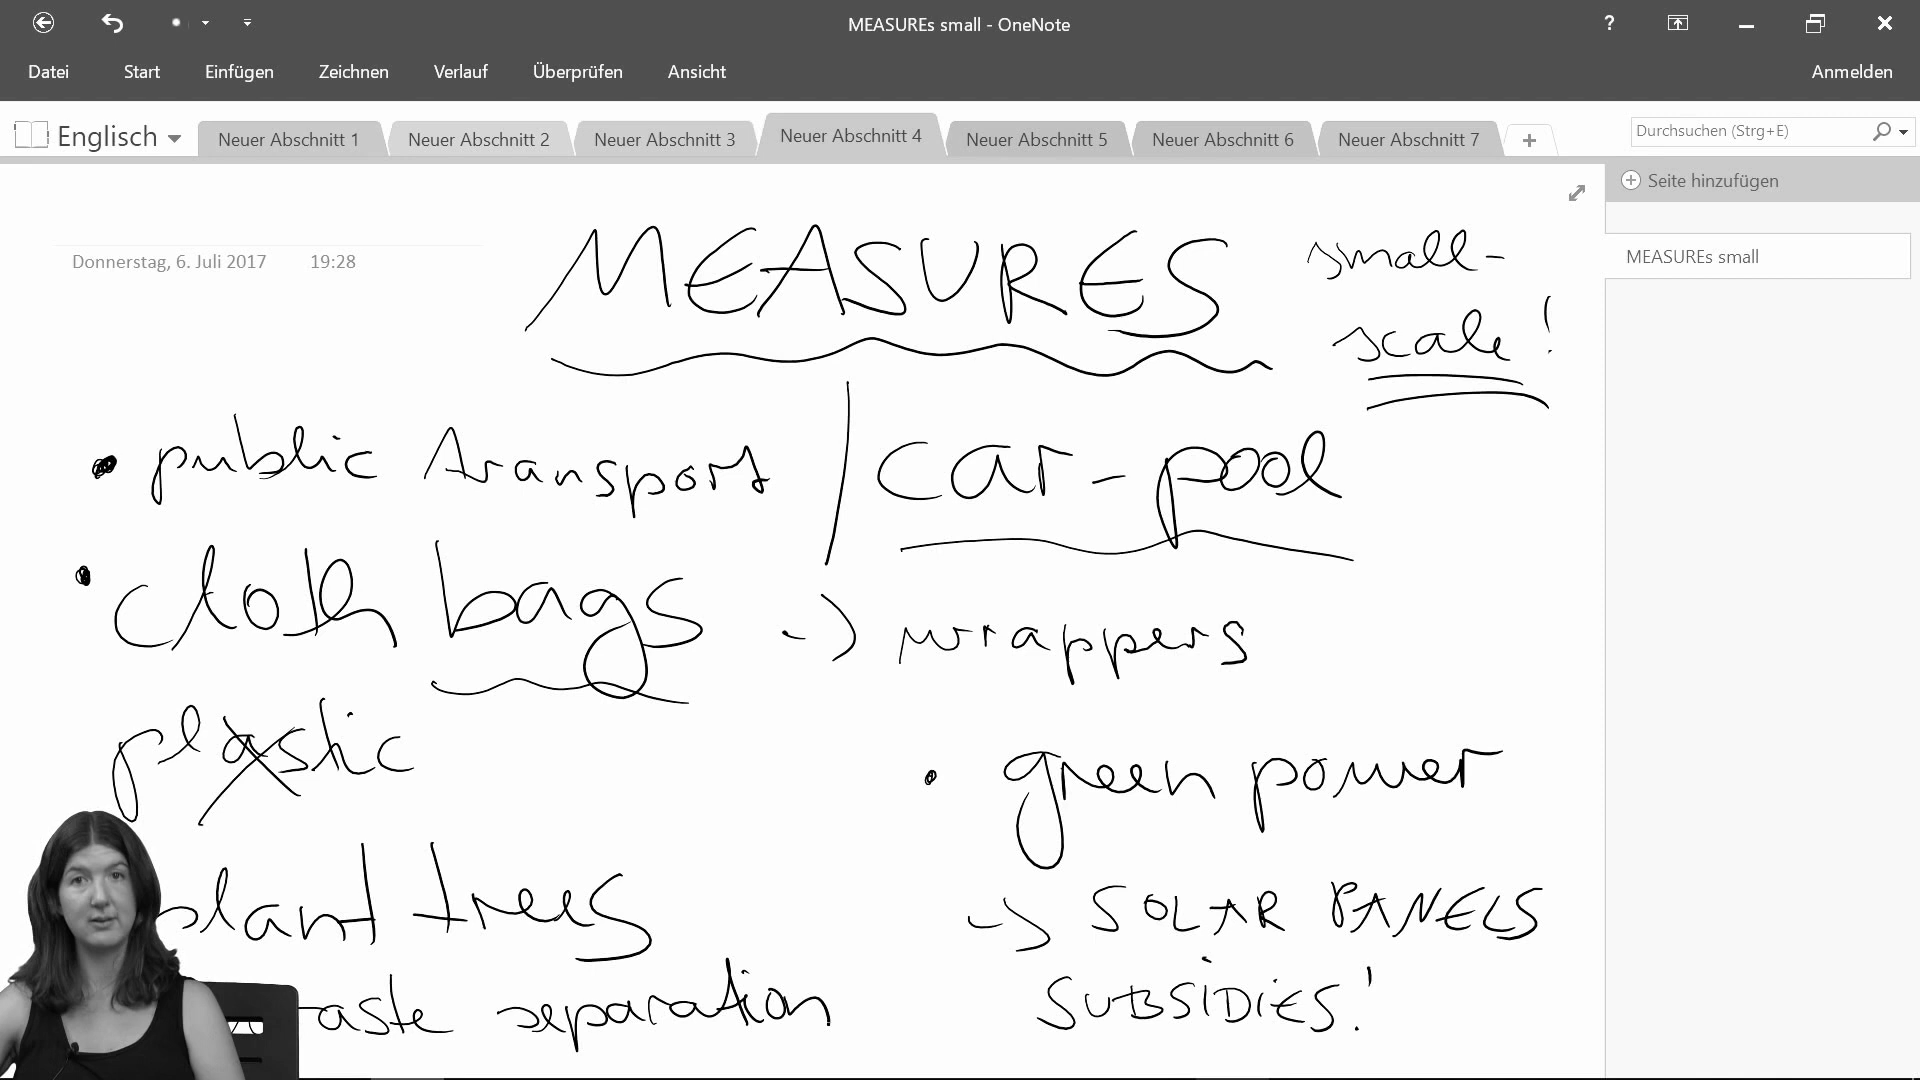 MEASUREs small - OneNote
?
Datei Start Einfügen Zeichnen Verlauf Überprüfen Ansicht Anmelden
Englisch Neuer Abschnitt 1 Neuer Abschnitt 2 Neuer Abschnitt 3 Neuer Abschnitt 4 Neuer Abschnitt 5 Neuer Abschnitt 6 Neuer Abschnitt 7 + Durchsuchen (Strg+E)
Seite hinzufügen
MEASUREs small
Donnerstag, 6. Juli 2017 19:28
MEASURES small-
scale!
• public transport / car-pool
• cloth bags -> wrappers
plastic
• green power
plant trees
-> SOLAR PANELS
aste separation
SUBSIDIES!